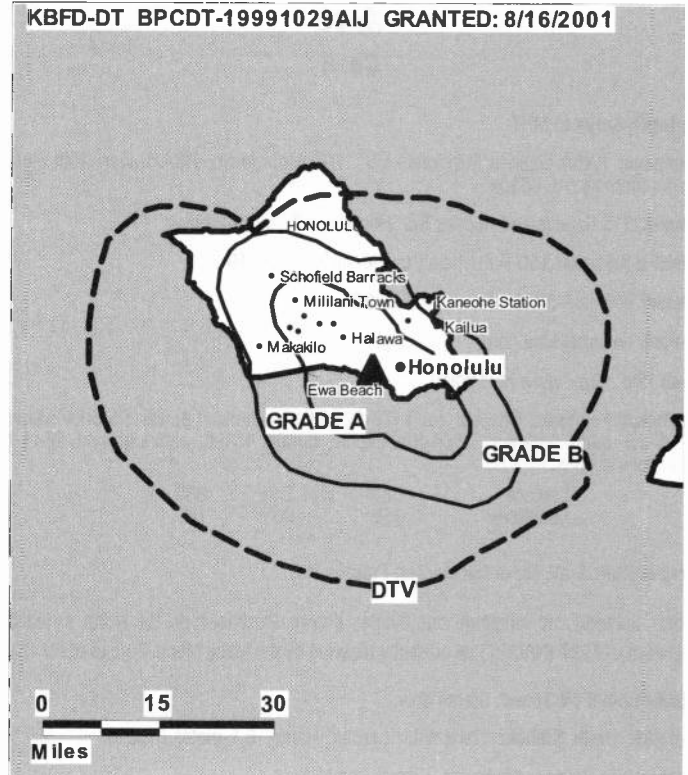 KBFD-DT BPCDT-19991029AIJ GRANTED: 8/16/2001
HONOLULU
Schofield Barracks
Mililani Town
Kaneohe Station
Kailua
Halawa
Makakilo
Honolulu
Ewa Beach
GRADE A
GRADE B
DTV
0 15 30
Miles